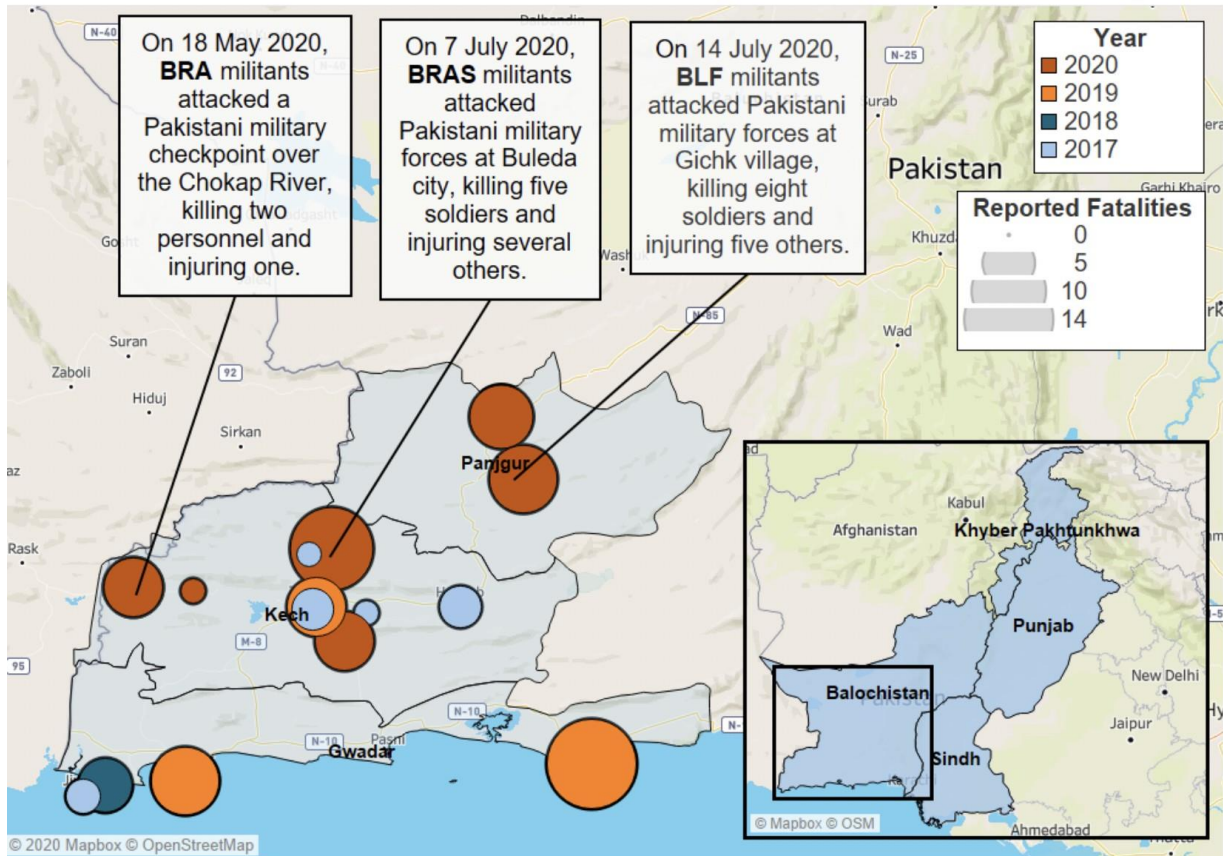 On 18 May 2020,
BRA militants
attacked a
Pakistani military
checkpoint over
the Chokap River,
killing two
personnel and
injuring one.
On 7 July 2020,
BRAS militants
attacked
Pakistani military
forces at Buleda
city, killing five
soldiers and
injuring several
others.
On 14 July 2020,
BLF militants
attacked Pakistani
military forces at
Gichk village,
killing eight
soldiers and
injuring five others.
Year
2020
2019
2018
2017
Reported Fatalities
0
5
10
14
N-40
N-25
Pakistan
Garhi Khairo
Wad
N-85
Suran
92
Zaboli
Hiduj
Sirkan
Rask
95
Panjgur
Kech
M-8
N-10
N-10
Pasni
Gwadar
Kabul
Afghanistan
Khyber Pakhtunkhwa
Punjab
New Delhi
Balochistan
Pakistan
Jaipur
Sindh
Ahmedabad
© Mapbox © OSM
© 2020 Mapbox © OpenStreetMap